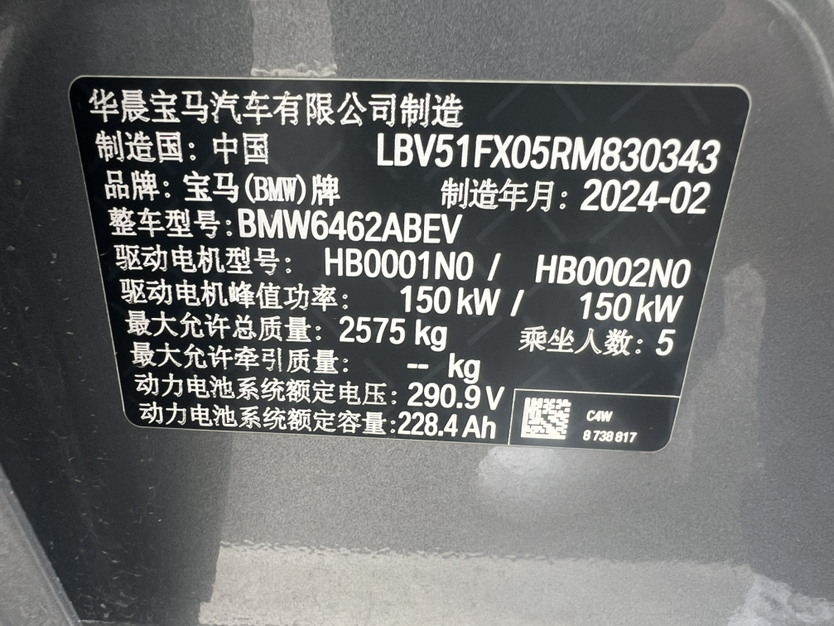 华晨宝马汽车有限公司制造
制造国：中国 LBV51FX05RM830343
品牌：宝马(BMW)牌 制造年月：2024-02
整车型号：BMW6462ABEV
驱动电机型号： HB0001N0 / HB0002N0
驱动电机峰值功率： 150 kW / 150 kW
最大允许总质量：2575 kg 乘坐人数：5
最大允许牵引质量： -- kg
动力电池系统额定电压：290.9 V
动力电池系统额定容量:228.4 Ah
C4W
8 738 817